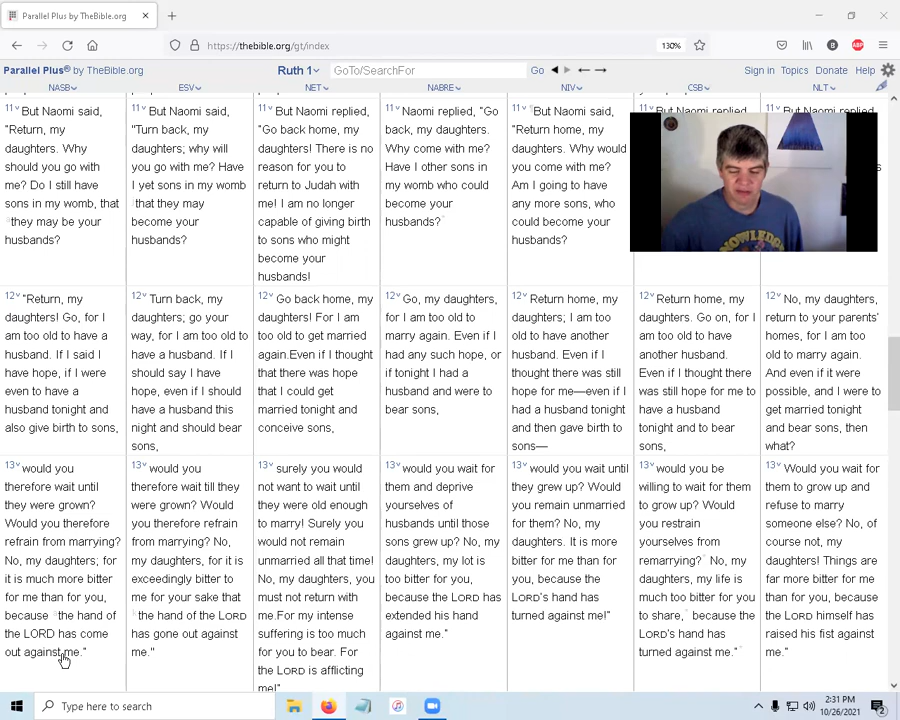 Parallel Plus by TheBible.org
https://thebible.org/gt/index
130%
Parallel Plus® by TheBible.org
Ruth 1
GoTo/SearchFor
Go
Sign in Topics Donate Help
NASB
ESV
NET
NABRE
NIV
CSB
NLT
11v But Naomi said,
"Return, my
daughters. Why
should you go with
me? Do I still have
sons in my womb, that
they may be your
husbands?
11v But Naomi said,
"Turn back, my
daughters; why will
you go with me? Have
I yet sons in my womb
that they may
become your
husbands?
11v But Naomi replied,
"Go back home, my
daughters! There is no
reason for you to
return to Judah with
me! I am no longer
capable of giving birth
to sons who might
become your
husbands!
11v Naomi replied, "Go
back, my daughters.
Why come with me?
Have I other sons in
my womb who could
become your
husbands?
11v But Naomi said,
"Return home, my
daughters. Why would
you come with me?
Am I going to have
any more sons, who
could become your
husbands?
11v But Naomi replied
11v But Naomi replied
12v "Return, my
daughters! Go, for I
am too old to have a
husband. If I said I
have hope, if I were
even to have a
husband tonight and
also give birth to sons,
12v Turn back, my
daughters; go your
way, for I am too old to
have a husband. If I
should say I have
hope, even if I should
have a husband this
night and should bear
sons,
12v Go back home, my
daughters! For I am
too old to get married
again.Even if I thought
that there was hope
that I could get
married tonight and
conceive sons,
12v Go, my daughters,
for I am too old to
marry again. Even if I
had any such hope, or
if tonight I had a
husband and were to
bear sons,
12v Return home, my
daughters; I am too
old to have another
husband. Even if I
thought there was still
hope for me—even if I
had a husband tonight
and then gave birth to
sons—
12v Return home, my
daughters. Go on, for I
am too old to have
another husband.
Even if I thought there
was still hope for me to
have a husband
tonight and to bear
sons,
12v No, my daughters,
return to your parents'
homes, for I am too
old to marry again.
And even if it were
possible, and I were to
get married tonight
and bear sons, then
what?
13v would you
therefore wait until
they were grown?
Would you therefore
refrain from marrying?
No, my daughters; for
it is much more bitter
for me than for you,
because the hand of
the LORD has come
out against me."
13v would you
therefore wait till they
were grown? Would
you therefore refrain
from marrying? No,
my daughters, for it is
exceedingly bitter to
me for your sake that
the hand of the LORD
has gone out against
me."
13v surely you would
not want to wait until
they were old enough
to marry! Surely you
would not remain
unmarried all that time!
No, my daughters, you
must not return with
me.For my intense
suffering is too much
for you to bear. For
the LORD is afflicting
me!"
13v would you wait for
them and deprive
yourselves of
husbands until those
sons grew up? No, my
daughters, my lot is
too bitter for you,
because the LORD has
extended his hand
against me."
13v would you wait until
they grew up? Would
you remain unmarried
for them? No, my
daughters. It is more
bitter for me than for
you, because the
LORD's hand has
turned against me!"
13v would you be
willing to wait for them
to grow up? Would
you restrain
yourselves from
remarrying? No, my
daughters, my life is
much too bitter for you
to share, because the
LORD's hand has
turned against me."
13v Would you wait for
them to grow up and
refuse to marry
someone else? No, of
course not, my
daughters! Things are
far more bitter for me
than for you, because
the LORD himself has
raised his fist against
me."
KNOWLEDGE
Type here to search
2:31 PM
10/26/2021